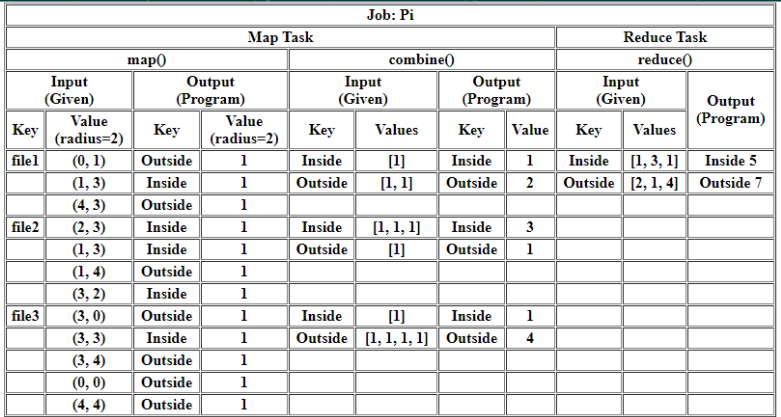 Job: Pi
Map Task Reduce Task
map() combine() reduce()
Input (Given) Output (Program) Input (Given) Output (Program) Input (Given) Output (Program)
Key Value (radius=2) Key Value (radius=2) Key Values Key Value Key Values
file1 (0, 1) Outside 1 Inside [1] Inside 1 Inside [1, 3, 1] Inside 5
(1, 3) Inside 1 Outside [1, 1] Outside 2 Outside [2, 1, 4] Outside 7
(4, 3) Outside 1
file2 (2, 3) Inside 1 Inside [1, 1, 1] Inside 3
(1, 3) Inside 1 Outside [1] Outside 1
(1, 4) Outside 1
(3, 2) Inside 1
file3 (3, 0) Outside 1 Inside [1] Inside 1
(3, 3) Inside 1 Outside [1, 1, 1, 1] Outside 4
(3, 4) Outside 1
(0, 0) Outside 1
(4, 4) Outside 1